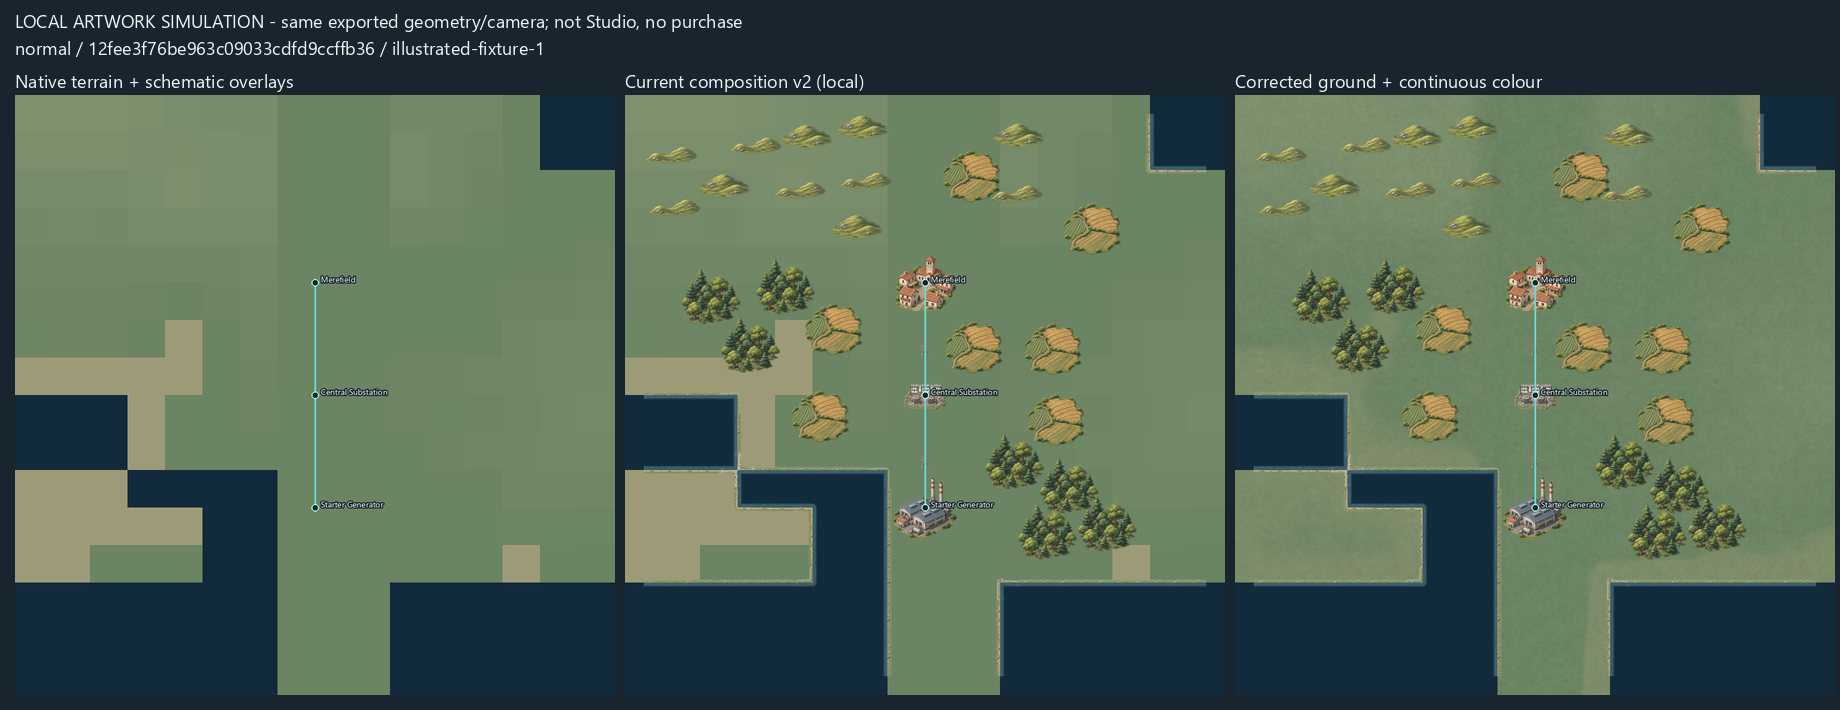 LOCAL ARTWORK SIMULATION - same exported geometry/camera; not Studio, no purchase
normal / 12fee3f76be963c09033cdfd9ccffb36 / illustrated-fixture-1
Native terrain + schematic overlays
Current composition v2 (local)
Corrected ground + continuous colour
Merefield
Central Substation
Starter Generator
Merefield
Central Substation
Starter Generator
Merefield
Central Substation
Starter Generator